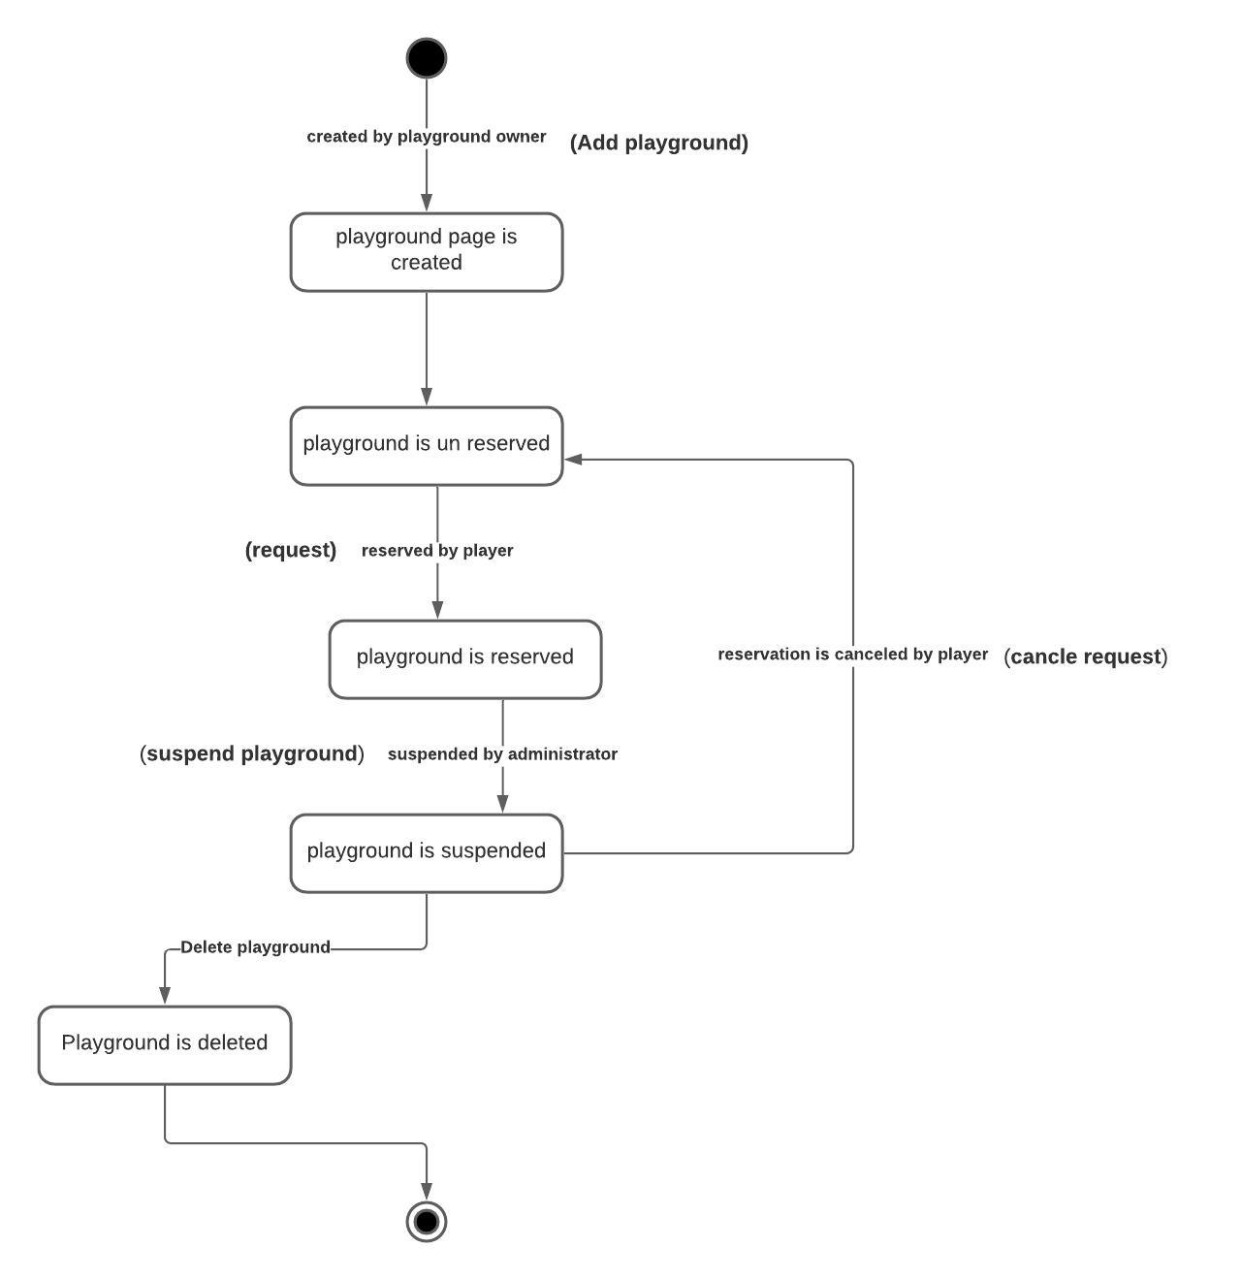 created by playground owner (Add playground)
playground page is
created
playground is un reserved
(request) reserved by player
playground is reserved
reservation is canceled by player (cancle request)
(suspend playground) suspended by administrator
playground is suspended
Delete playground
Playground is deleted